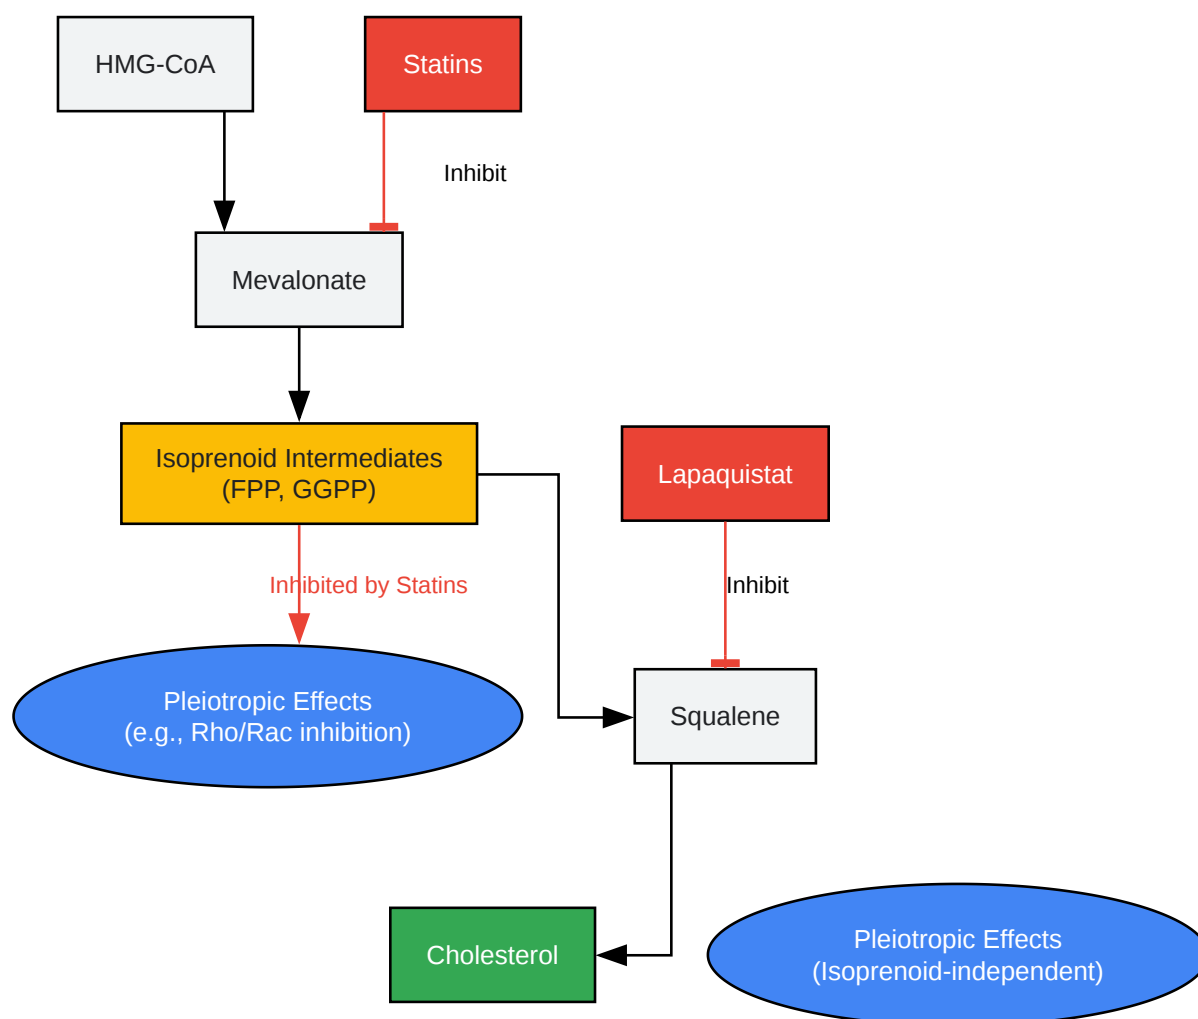 HMG-CoA
Statins
Inhibit
Mevalonate
Isoprenoid Intermediates
(FPP, GGPP)
Lapaquistat
Inhibited by Statins
Inhibit
Pleiotropic Effects
(e.g., Rho/Rac inhibition)
Squalene
Cholesterol
Pleiotropic Effects
(Isoprenoid-independent)